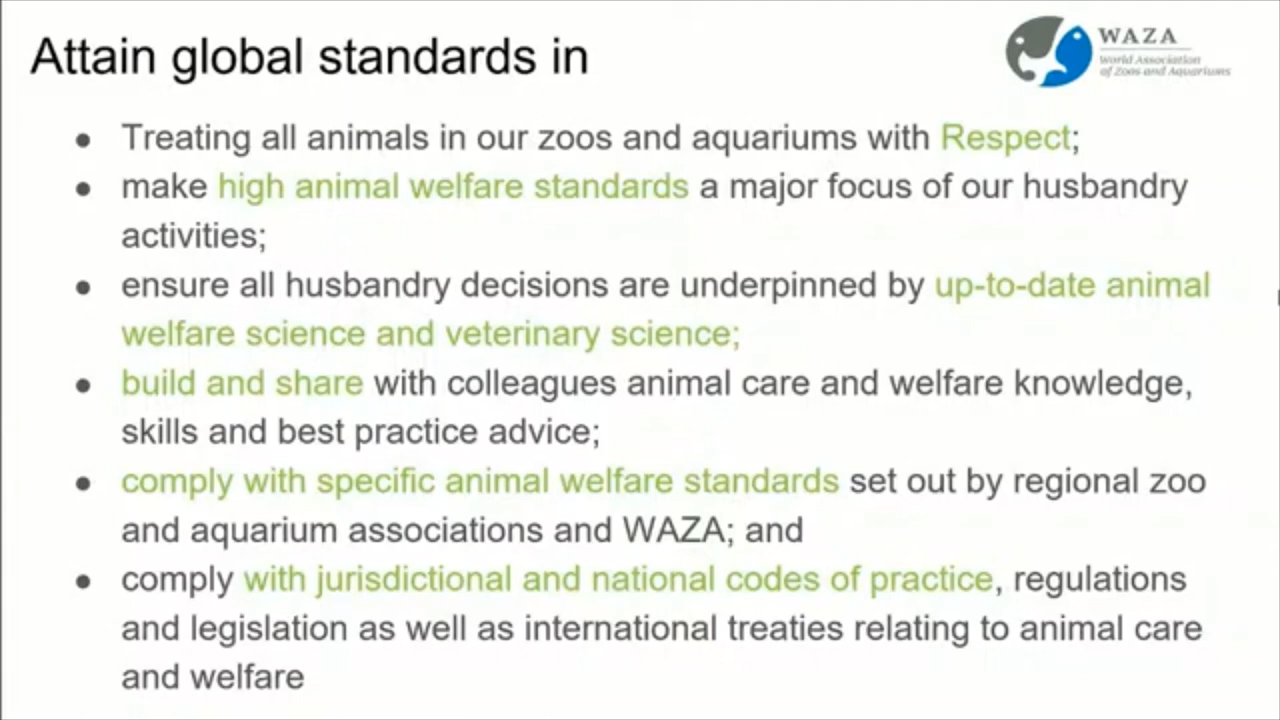 Attain global standards in
WAZA
World Association
of Zoos and Aquariums
● Treating all animals in our zoos and aquariums with Respect;
● make high animal welfare standards a major focus of our husbandry
activities;
● ensure all husbandry decisions are underpinned by up-to-date animal
welfare science and veterinary science;
● build and share with colleagues animal care and welfare knowledge,
skills and best practice advice;
● comply with specific animal welfare standards set out by regional zoo
and aquarium associations and WAZA; and
● comply with jurisdictional and national codes of practice, regulations
and legislation as well as international treaties relating to animal care
and welfare